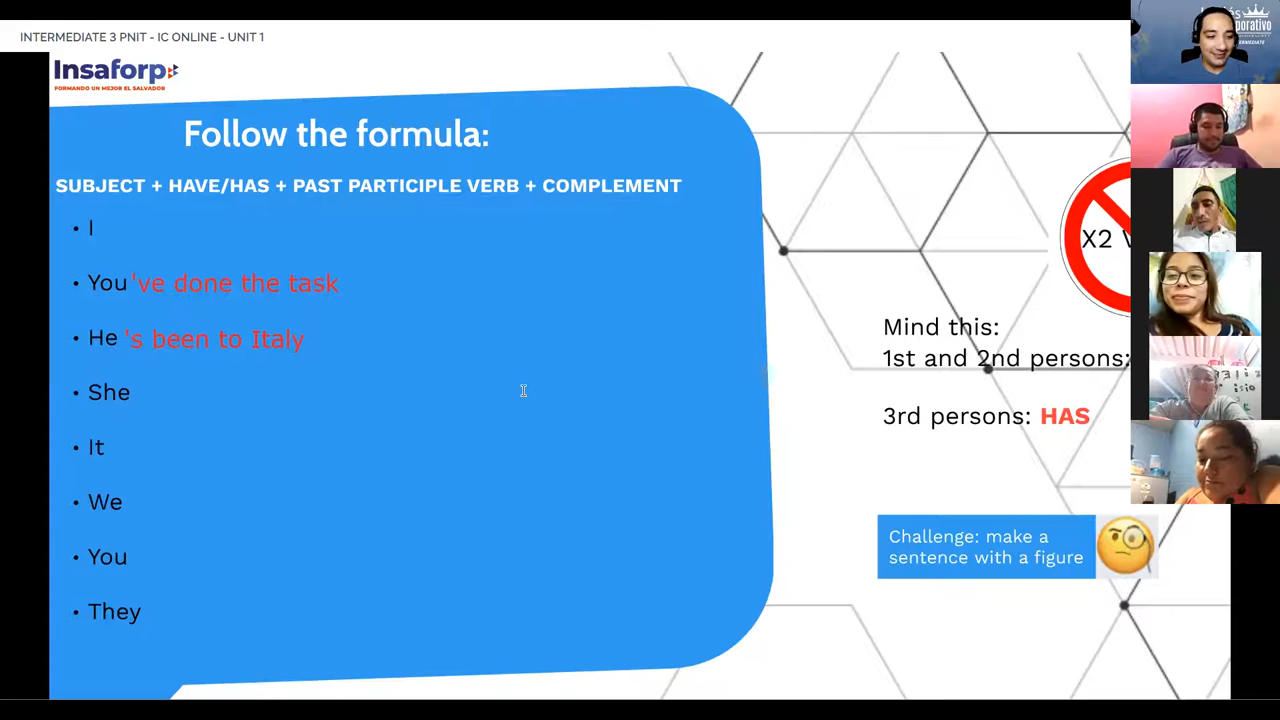 INTERMEDIATE 3 PNIT - IC ONLINE - UNIT 1
Insaforp
FORMANDO UN MEJOR EL SALVADOR
Follow the formula:
SUBJECT + HAVE/HAS + PAST PARTICIPLE VERB + COMPLEMENT
• I
• You've done the task
• He 's been to Italy
• She
• It
• We
• You
• They
X2
Mind this:
1st and 2nd persons:
3rd persons: HAS
Challenge: make a
sentence with a figure